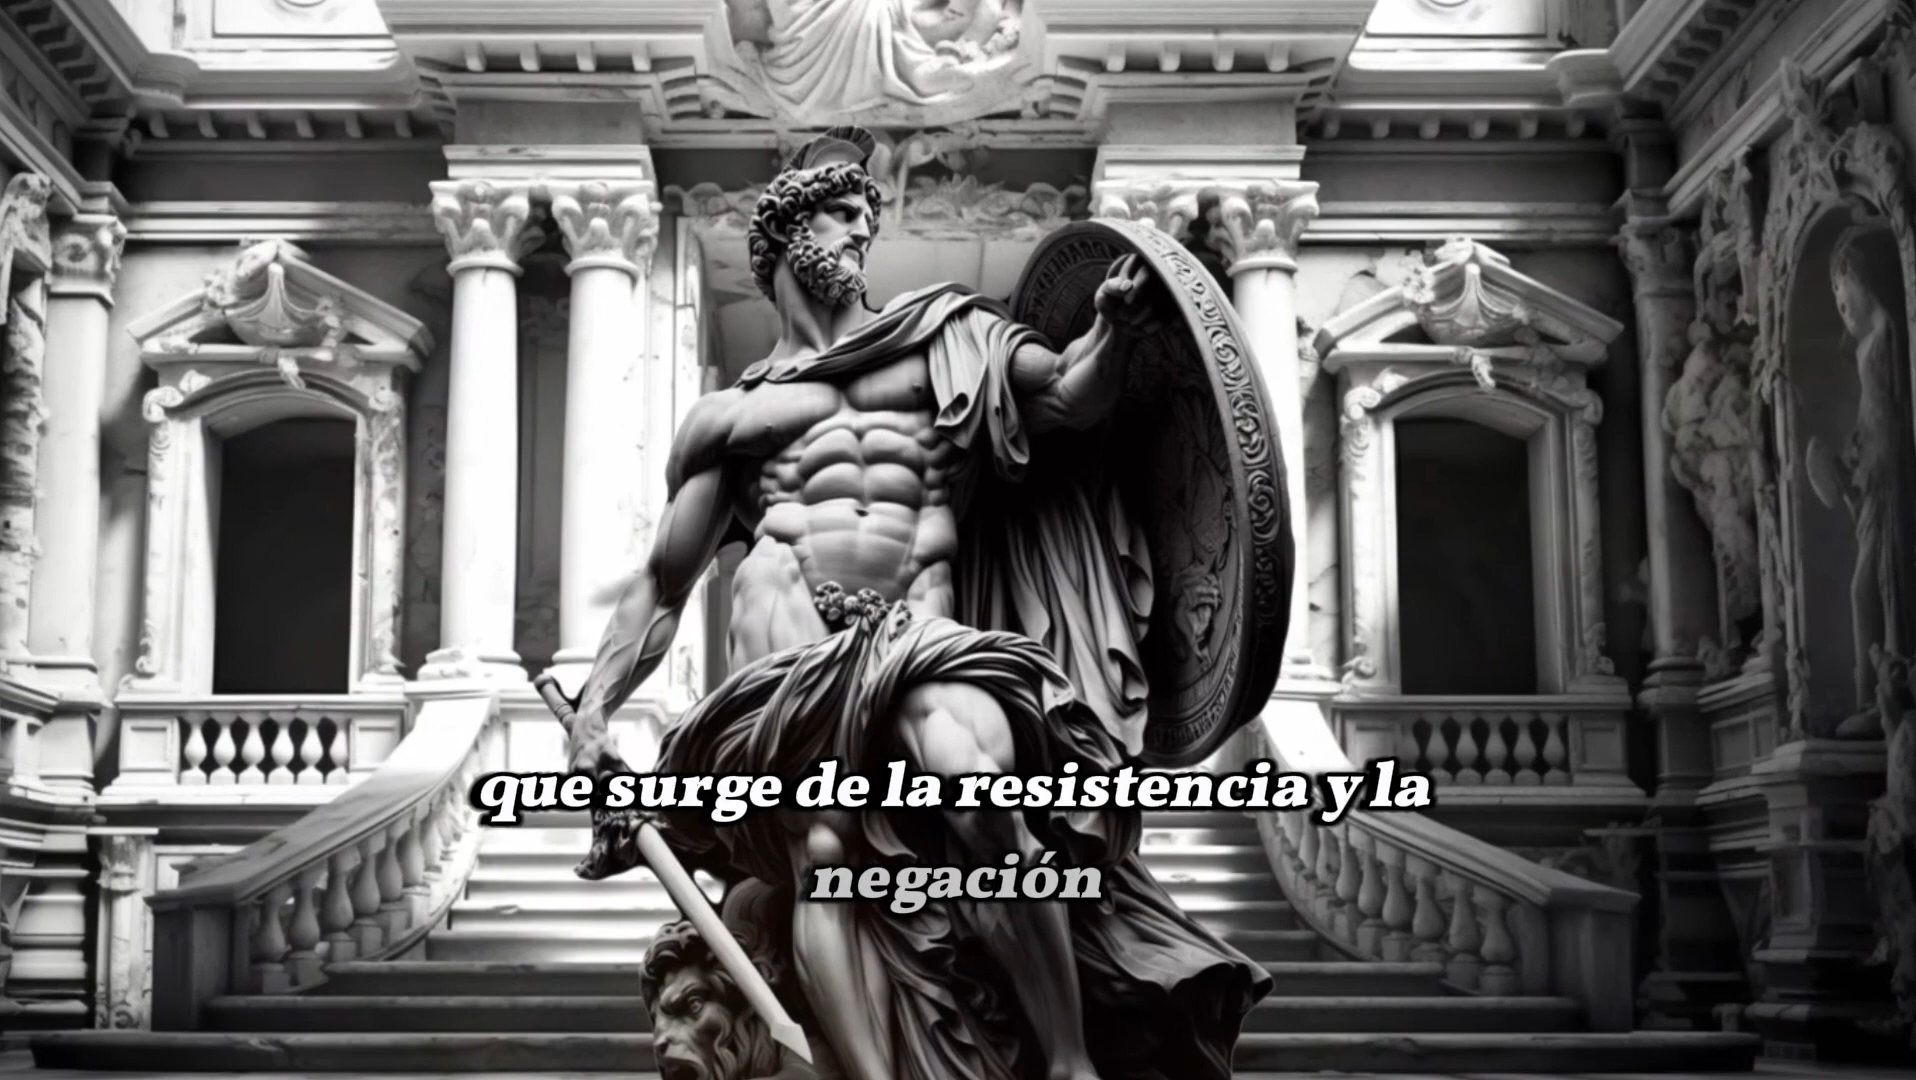 que surge de la resistencia y la
negación